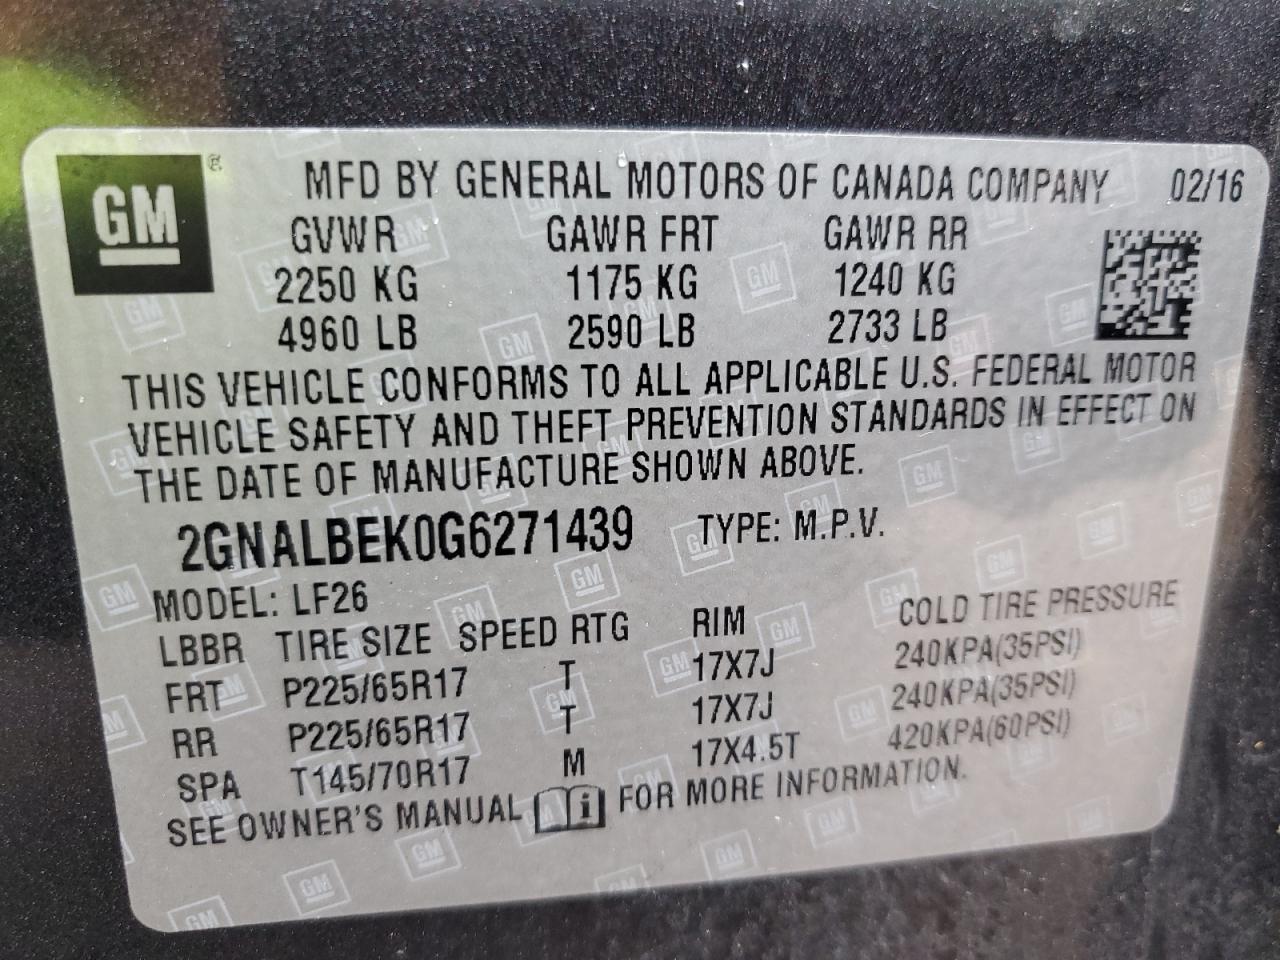 GM ®
MFD BY GENERAL MOTORS OF CANADA COMPANY 02/16
GVWR GAWR FRT GAWR RR
2250 KG 1175 KG 1240 KG
4960 LB 2590 LB 2733 LB
THIS VEHICLE CONFORMS TO ALL APPLICABLE U.S. FEDERAL MOTOR
VEHICLE SAFETY AND THEFT PREVENTION STANDARDS IN EFFECT ON
THE DATE OF MANUFACTURE SHOWN ABOVE.
2GNALBEK0G6271439 TYPE: M.P.V.
MODEL: LF26
LBBR TIRE SIZE SPEED RTG RIM COLD TIRE PRESSURE
FRT P225/65R17 T 17X7J 240KPA(35PSI)
RR P225/65R17 T 17X7J 240KPA(35PSI)
SPA T145/70R17 M 17X4.5T 420KPA(60PSI)
SEE OWNER'S MANUAL i FOR MORE INFORMATION.